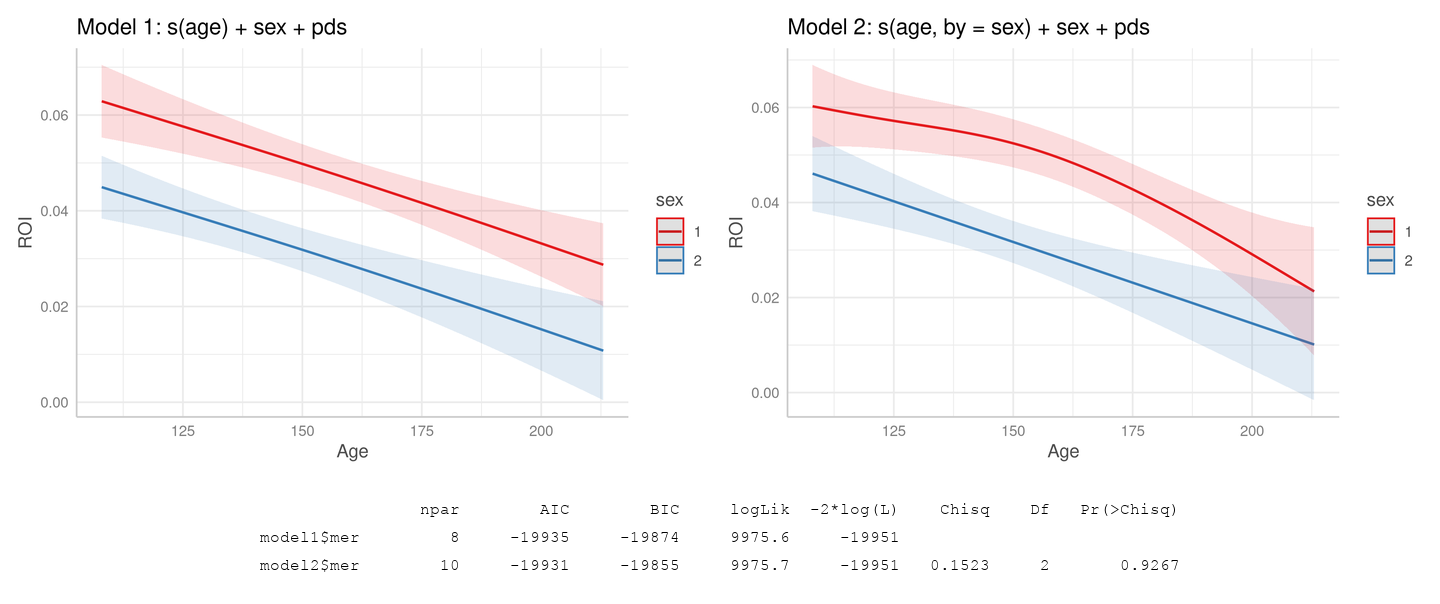 Model 1: s(age) + sex + pds
0.06
0.04
0.02
0.00
ROI
125 150 175 200
Age
sex
1
2
Model 2: s(age, by = sex) + sex + pds
0.06
0.04
0.02
0.00
ROI
125 150 175 200
Age
sex
1
2
npar AIC BIC logLik -2*log(L) Chisq Df Pr(>Chisq)
model1$mer 8 -19935 -19874 9975.6 -19951
model2$mer 10 -19931 -19855 9975.7 -19951 0.1523 2 0.9267